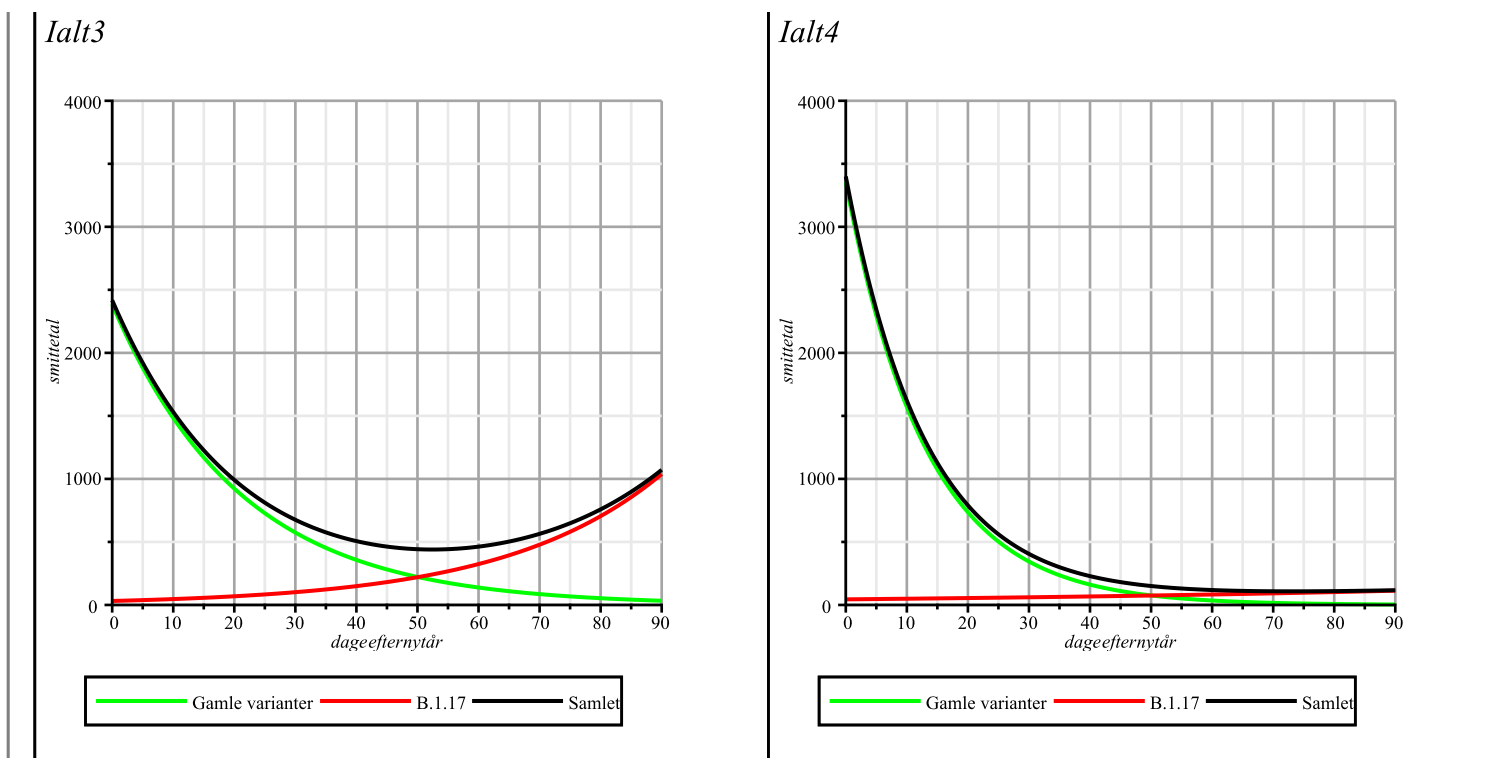 Ialt3
4000
3000
2000
1000
0
smittetal
0 10 20 30 40 50 60 70 80 90
dageefternytår
Gamle varianter B.1.17 Samlet
Ialt4
4000
3000
2000
1000
0
smittetal
0 10 20 30 40 50 60 70 80 90
dageefternytår
Gamle varianter B.1.17 Samlet